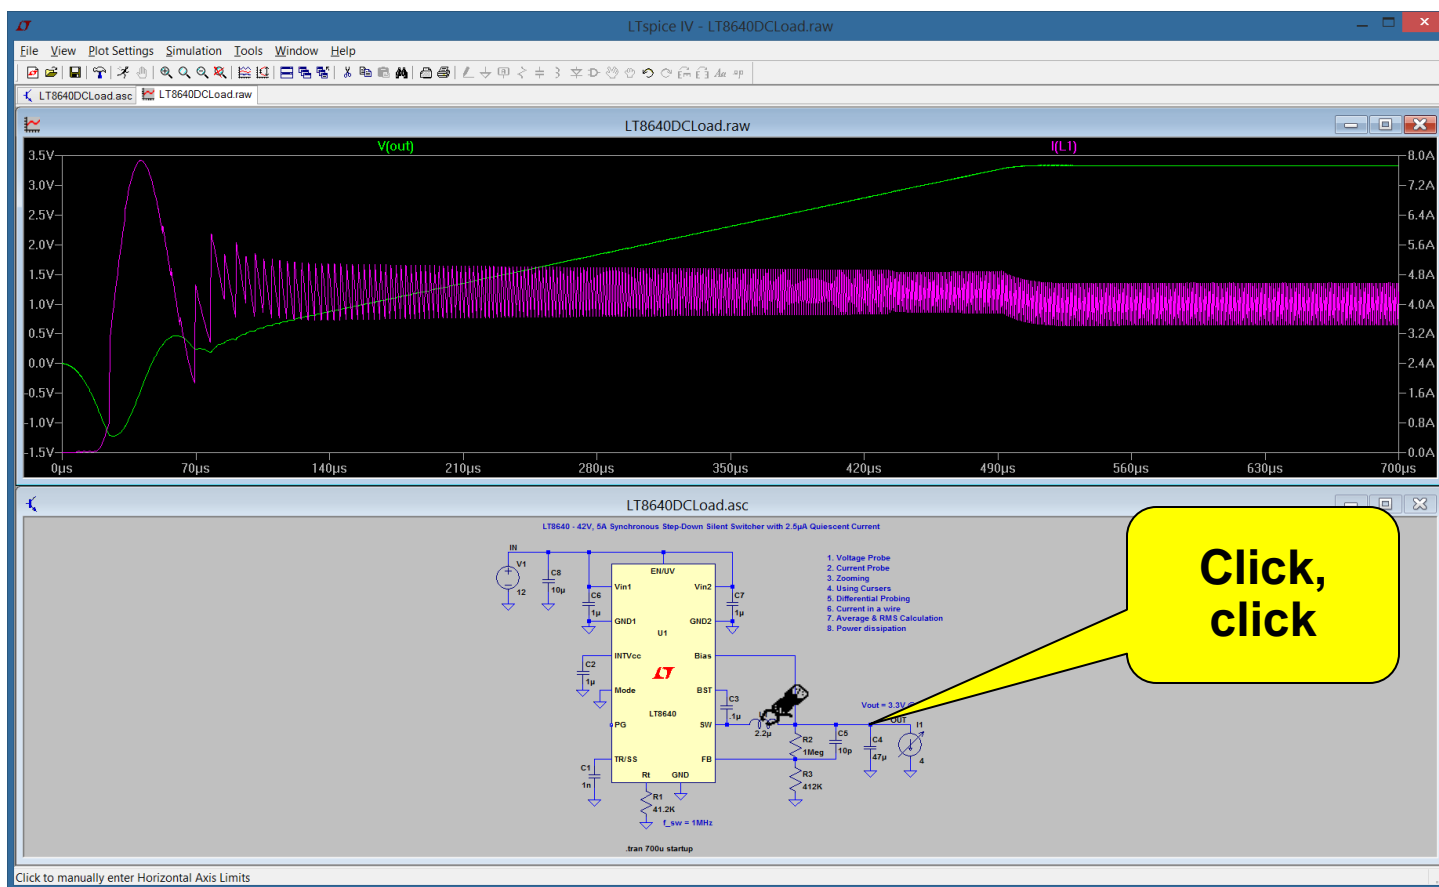 LTspice IV - LT8640DCLoad.raw
File View Plot Settings Simulation Tools Window Help
LT8640DCLoad.asc LT8640DCLoad.raw
LT8640DCLoad.raw
V(out) I(L1)
3.5V 8.0A
3.0V 7.2A
2.5V 6.4A
2.0V 5.6A
1.5V 4.8A
1.0V 4.0A
0.5V 3.2A
0.0V 2.4A
-0.5V 1.6A
-1.0V 0.8A
-1.5V 0.0A
0µs 70µs 140µs 210µs 280µs 350µs 420µs 490µs 560µs 630µs 700µs
LT8640DCLoad.asc
LT8640 - 42V, 5A Synchronous Step-Down Silent Switcher with 2.5µA Quiescent Current
Click,
click
1. Voltage Probe
2. Current Probe
3. Zooming
4. Using Cursers
5. Differential Probing
6. Current in a wire
7. Average & RMS Calculation
8. Power dissipation
IN
V1
12
C8
10µ
C6
1µ
EN/UV
Vin1 Vin2
C7
1µ
GND1 GND2
U1
INTVcc Bias
C2
1µ
Mode BST
C3
.1µ
LT8640
PG SW
2.2µ
Vout = 3.3V
OUT
I1
4
R2
1Meg
C5
10p
C4
47µ
TR/SS FB
C1
1n
Rt GND
R3
412K
R1
41.2K
f_sw = 1MHz
.tran 700u startup
Click to manually enter Horizontal Axis Limits